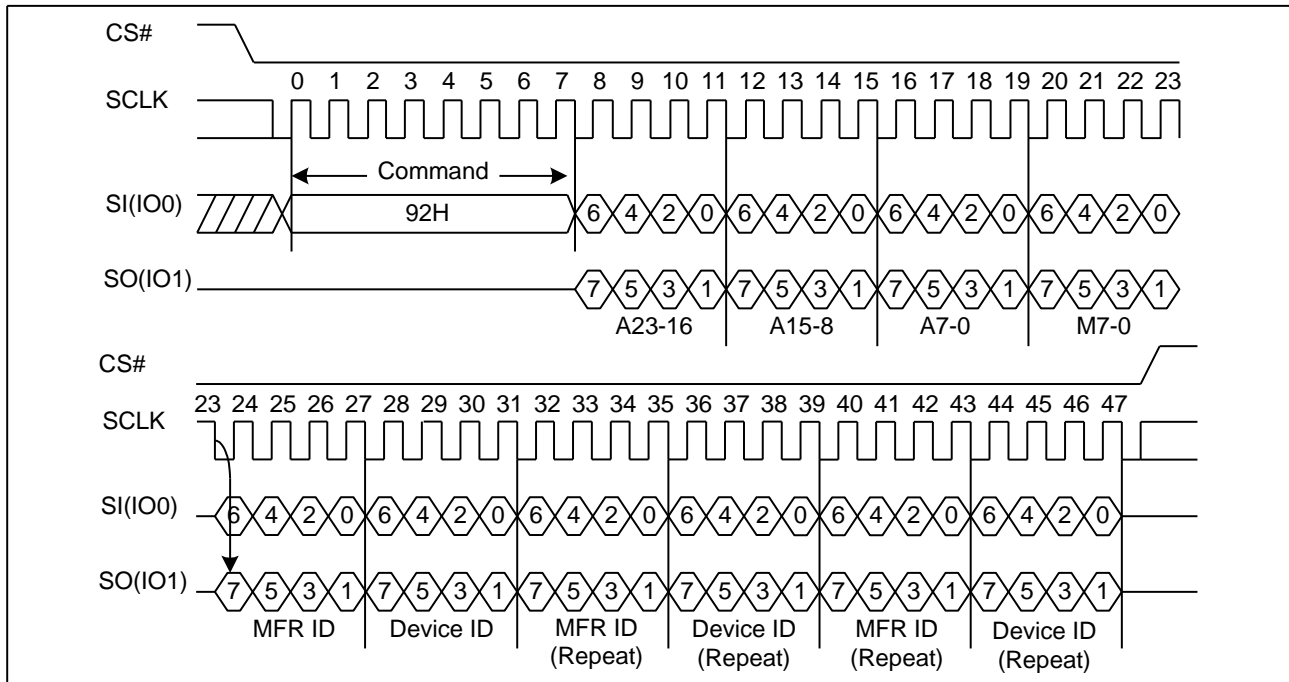 CS#
0 1 2 3 4 5 6 7 8 9 10 11 12 13 14 15 16 17 18 19 20 21 22 23
SCLK
Command
SI(IO0) 92H 6 4 2 0 6 4 2 0 6 4 2 0 6 4 2 0
SO(IO1) 7 5 3 1 7 5 3 1 7 5 3 1 7 5 3 1
A23-16 A15-8 A7-0 M7-0
CS#
23 24 25 26 27 28 29 30 31 32 33 34 35 36 37 38 39 40 41 42 43 44 45 46 47
SCLK
SI(IO0) 6 4 2 0 6 4 2 0 6 4 2 0 6 4 2 0 6 4 2 0 6 4 2 0
SO(IO1) 7 5 3 1 7 5 3 1 7 5 3 1 7 5 3 1 7 5 3 1 7 5 3 1
MFR ID Device ID MFR ID Device ID MFR ID Device ID
(Repeat) (Repeat) (Repeat) (Repeat)